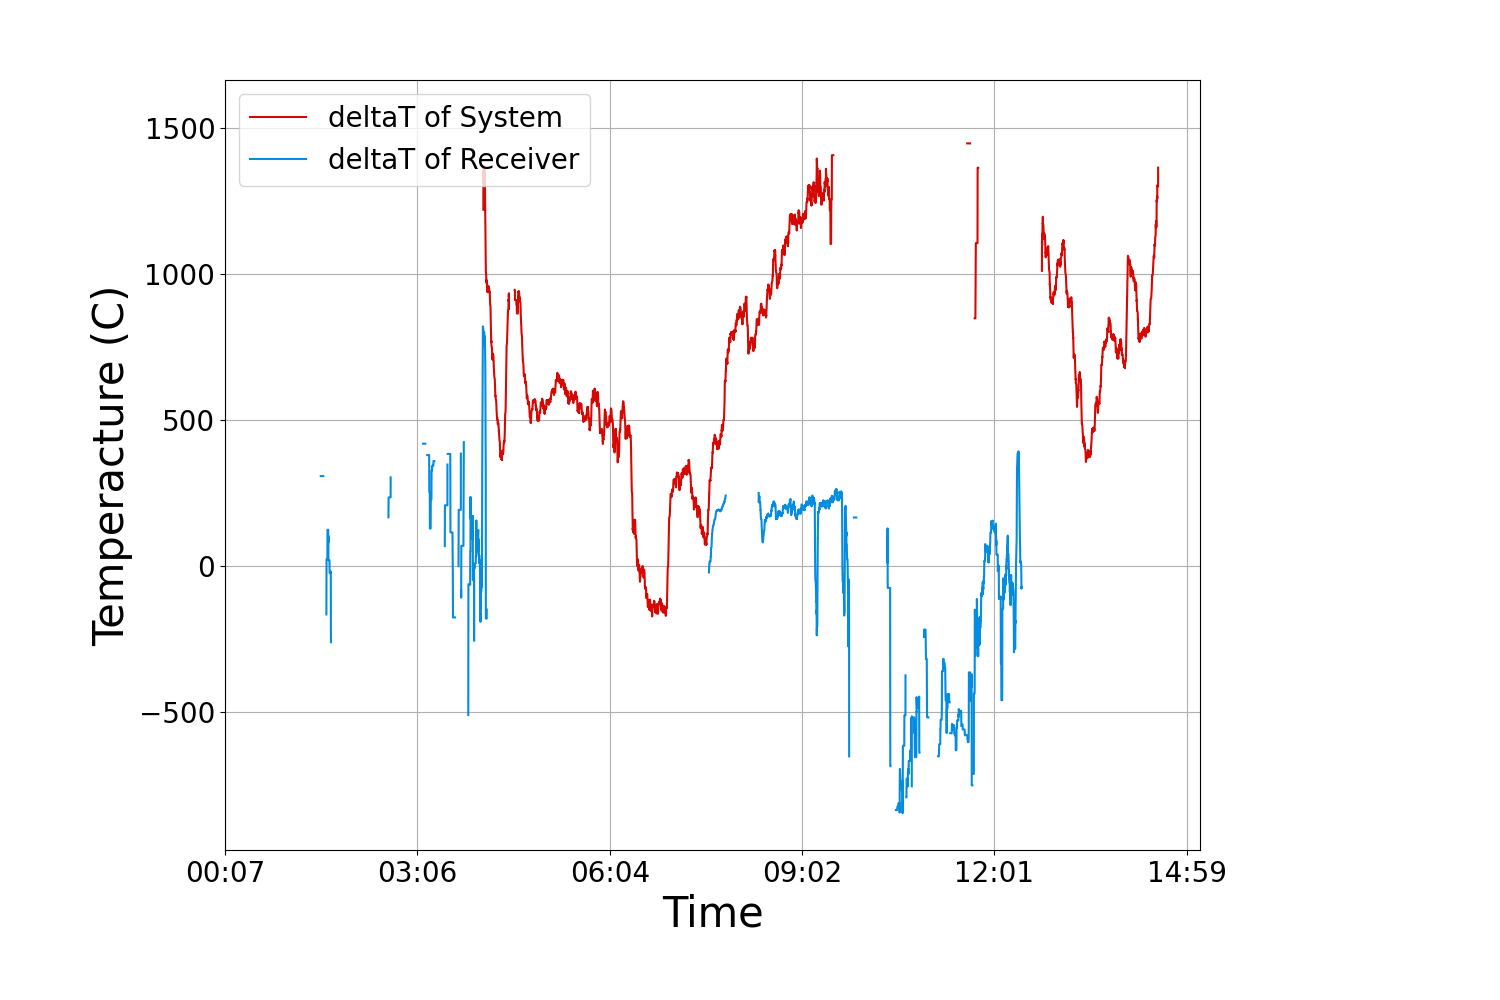 deltaT of System
deltaT of Receiver
1500
1000
500
0
−500
Temperacture (C)
00:07 03:06 06:04 09:02 12:01 14:59
Time